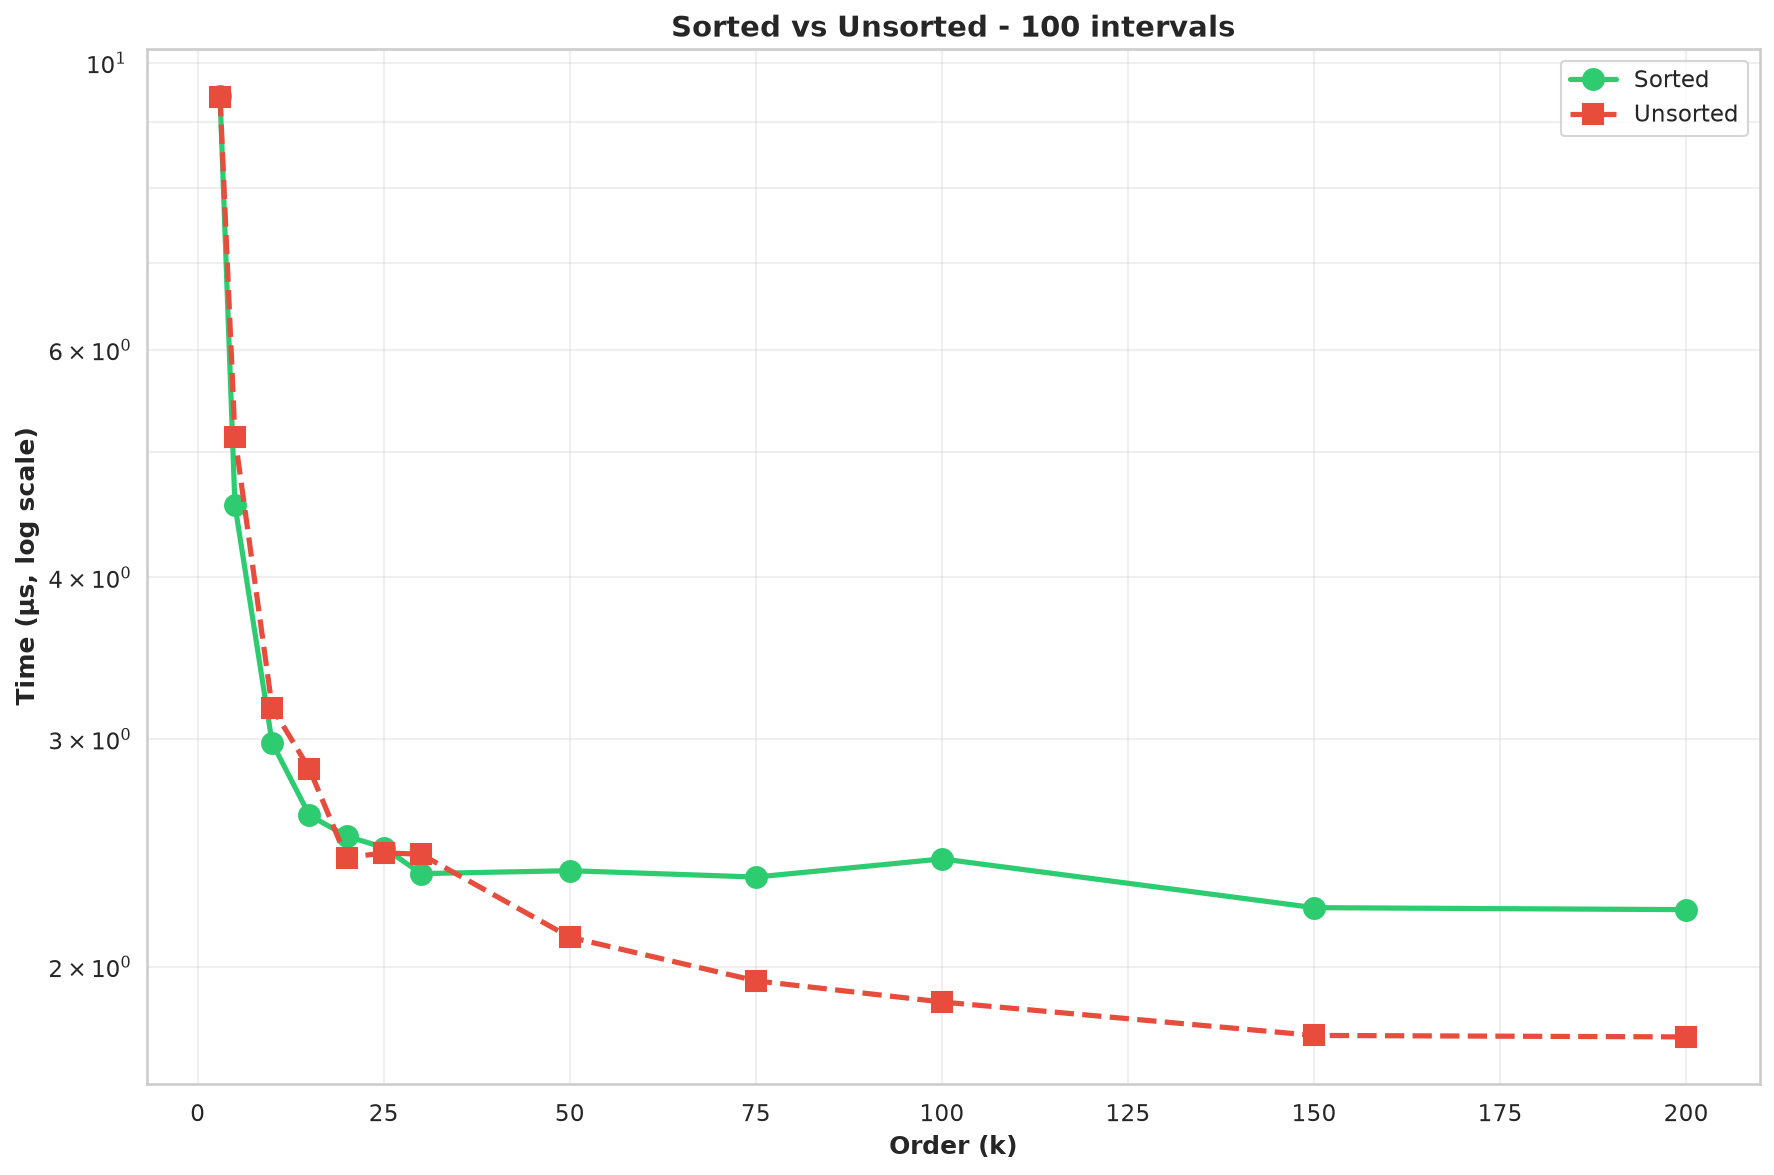 Sorted vs Unsorted - 100 intervals
Sorted
Unsorted
Time (µs, log scale)
10¹
6 × 10⁰
4 × 10⁰
3 × 10⁰
2 × 10⁰
0 25 50 75 100 125 150 175 200
Order (k)